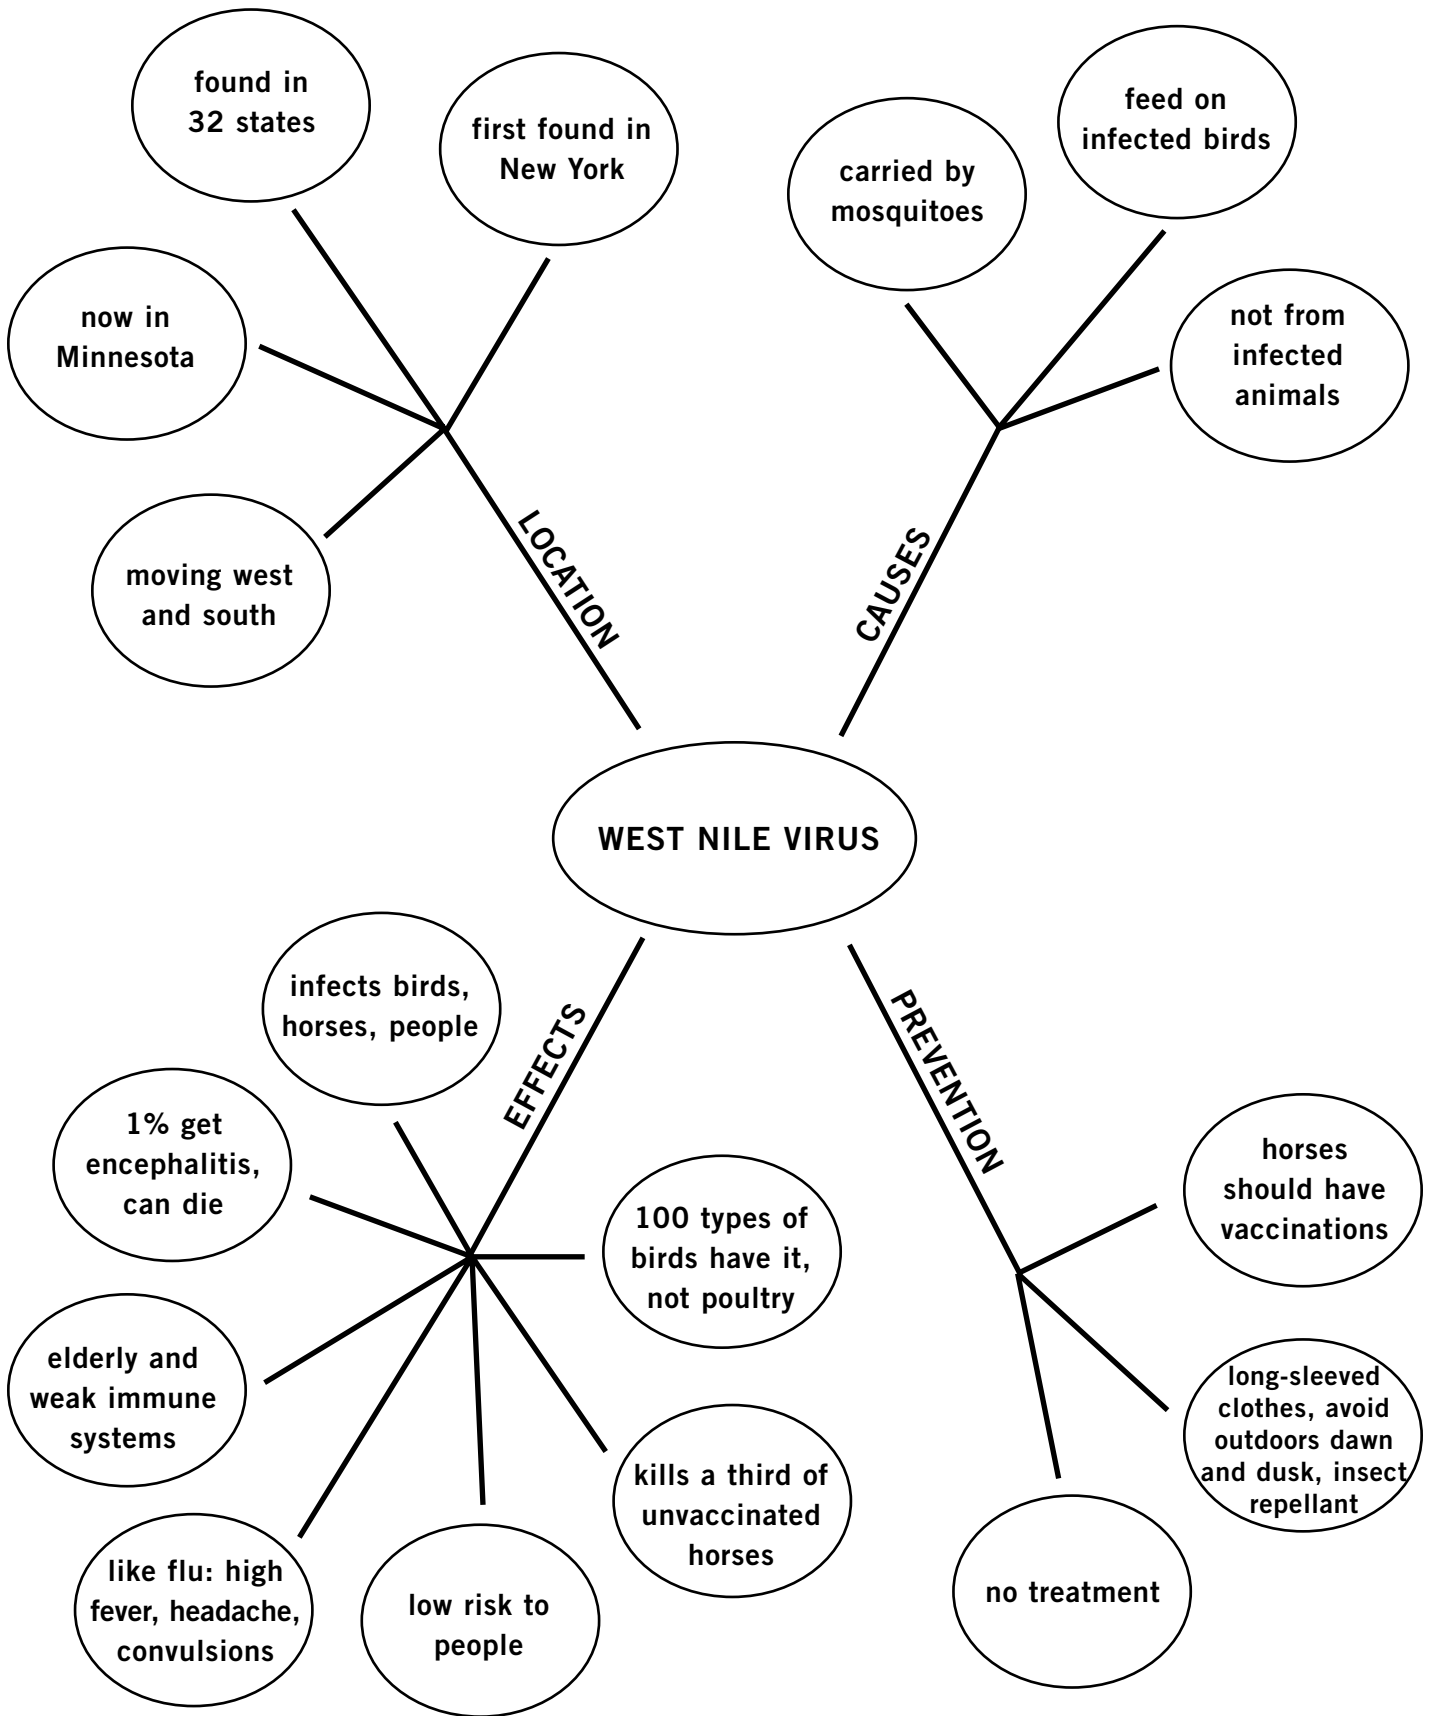 found in
32 states
first found in
New York
now in
Minnesota
moving west
and south
LOCATION
carried by
mosquitoes
feed on
infected birds
not from
infected
animals
CAUSES
WEST NILE VIRUS
infects birds,
horses, people
EFFECTS
1% get
encephalitis,
can die
elderly and
weak immune
systems
like flu: high
fever, headache,
convulsions
low risk to
people
kills a third of
unvaccinated
horses
100 types of
birds have it,
not poultry
PREVENTION
horses
should have
vaccinations
long-sleeved
clothes, avoid
outdoors dawn
and dusk, insect
repellant
no treatment